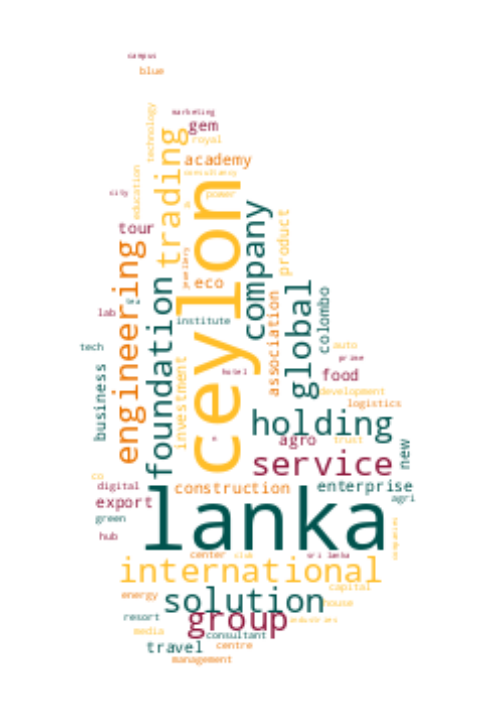 campus
blue
technology
marketing
gem
royal
trading
academy
consultancy
city
education
power
ceylon
tour
company
product
engineering
jewellery
eco
foundation
association
global
colombo
tea
lab
institute
tech
auto
prime
business
investment
hotel
food
development
logistics
holding
agro
trust
new
service
co
digital
construction
enterprise
agri
export
lanka
green
hub
companies
center
club
sri lanka
international
energy
capital
solution
house
resort
group
industries
media
consultant
travel
centre
management